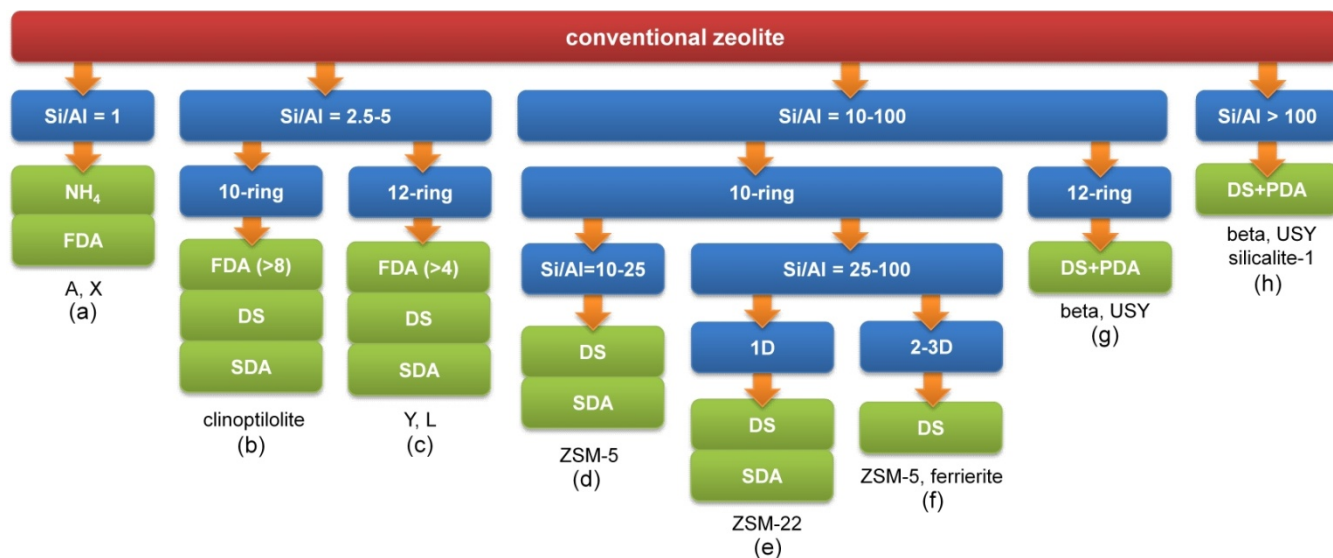 conventional zeolite
Si/Al = 1
Si/Al = 2.5-5
Si/Al = 10-100
Si/Al > 100
NH₄
FDA
A, X
(a)
10-ring
FDA (>8)
DS
SDA
clinoptilolite
(b)
12-ring
FDA (>4)
DS
SDA
Y, L
(c)
10-ring
Si/Al=10-25
DS
SDA
ZSM-5
(d)
Si/Al = 25-100
1D
DS
SDA
ZSM-22
(e)
2-3D
DS
ZSM-5, ferrierite
(f)
12-ring
DS+PDA
beta, USY
(g)
DS+PDA
beta, USY
silicalite-1
(h)